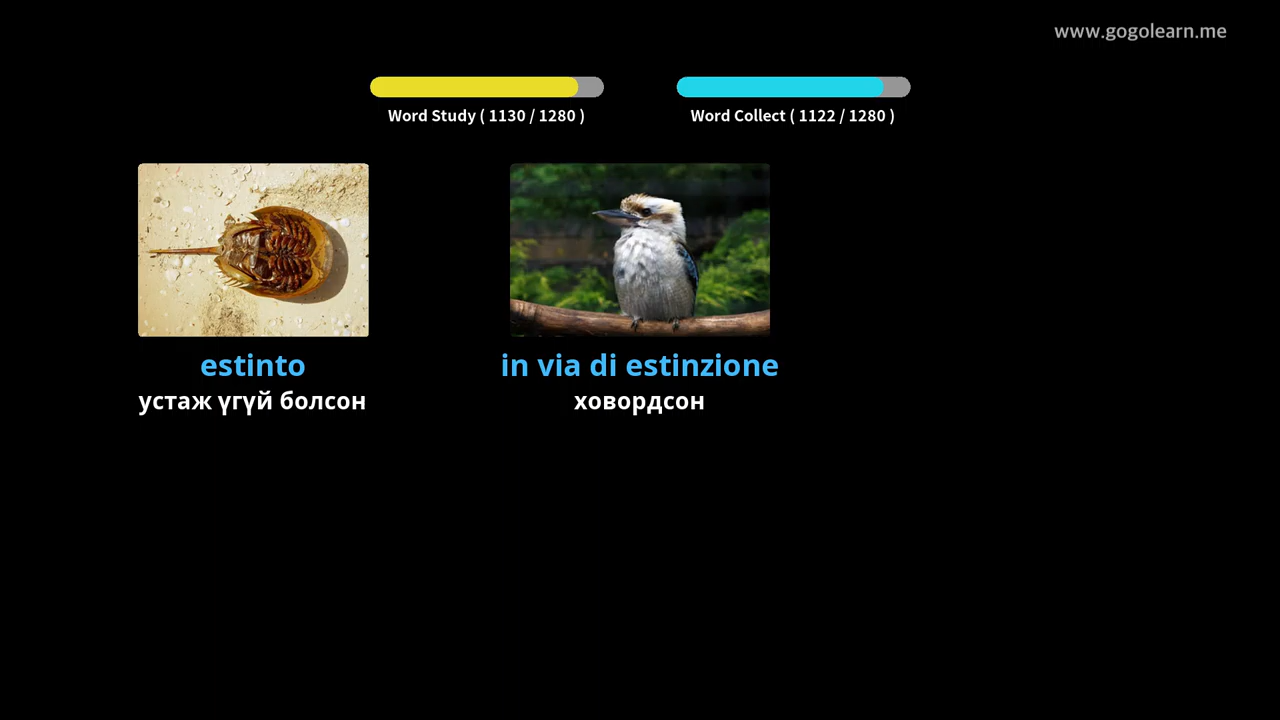 www.gogolearn.me
Word Study ( 1130 / 1280 )
Word Collect ( 1122 / 1280 )
estinto
устаж үгүй болсон
in via di estinzione
ховордсон